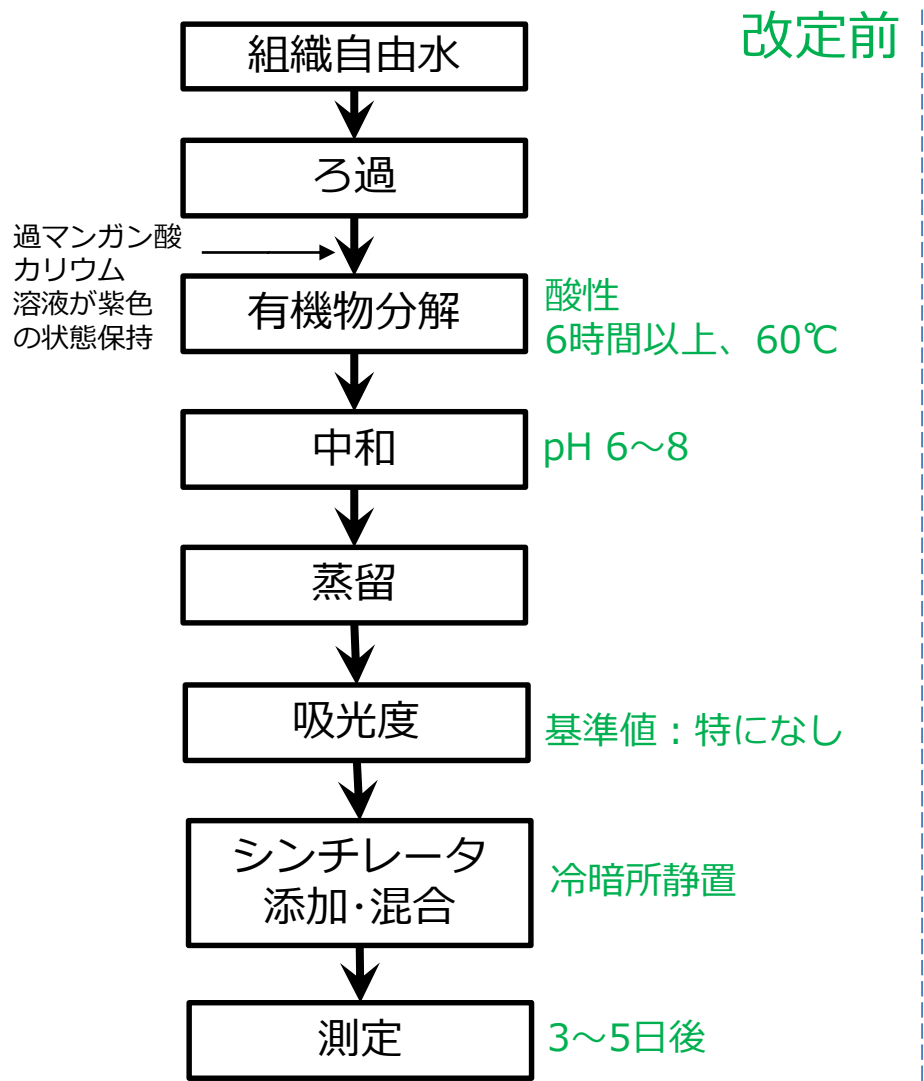 改定前
組織自由水
ろ過
過マンガン酸
カリウム
溶液が紫色
の状態保持
有機物分解
酸性
6時間以上、60℃
中和
pH 6～8
蒸留
吸光度
基準値：特になし
シンチレータ
添加･混合
冷暗所静置
測定
3～5日後